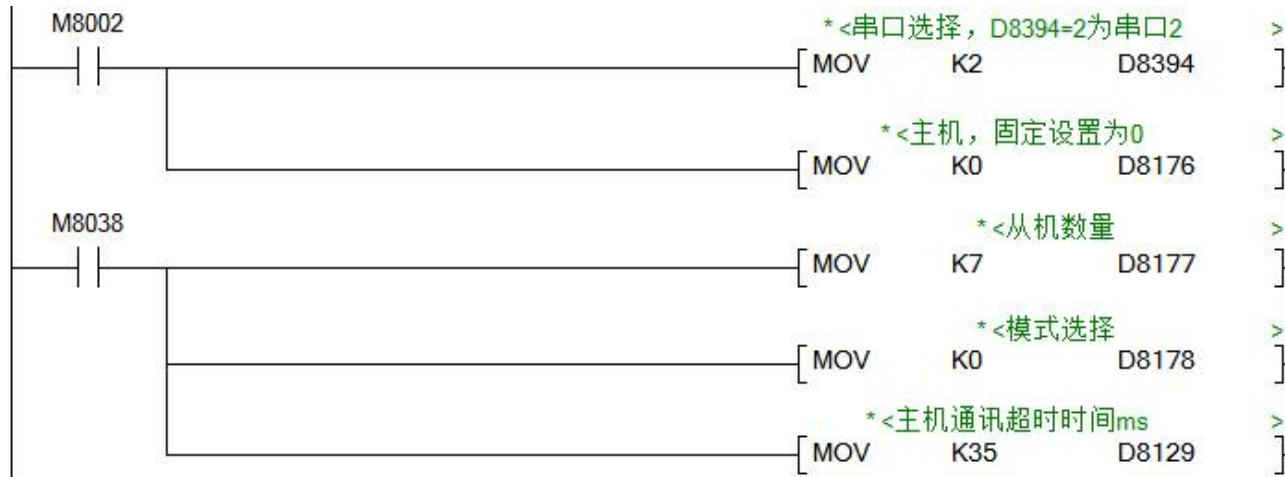 M8002
*<串口选择，D8394=2为串口2 >
[ MOV K2 D8394 ]
*<主机，固定设置为0 >
[ MOV K0 D8176 ]
M8038
*<从机数量 >
[ MOV K7 D8177 ]
*<模式选择 >
[ MOV K0 D8178 ]
*<主机通讯超时时间ms >
[ MOV K35 D8129 ]